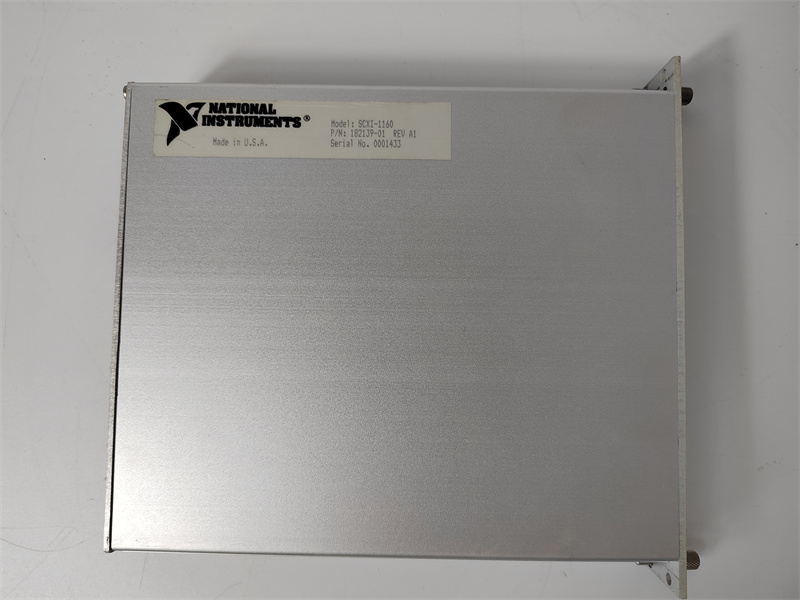 NATIONAL
INSTRUMENTS®
Made in U.S.A.
Model: SCXI-1160
P/N: 182139-01 REV A1
Serial No. 0001433